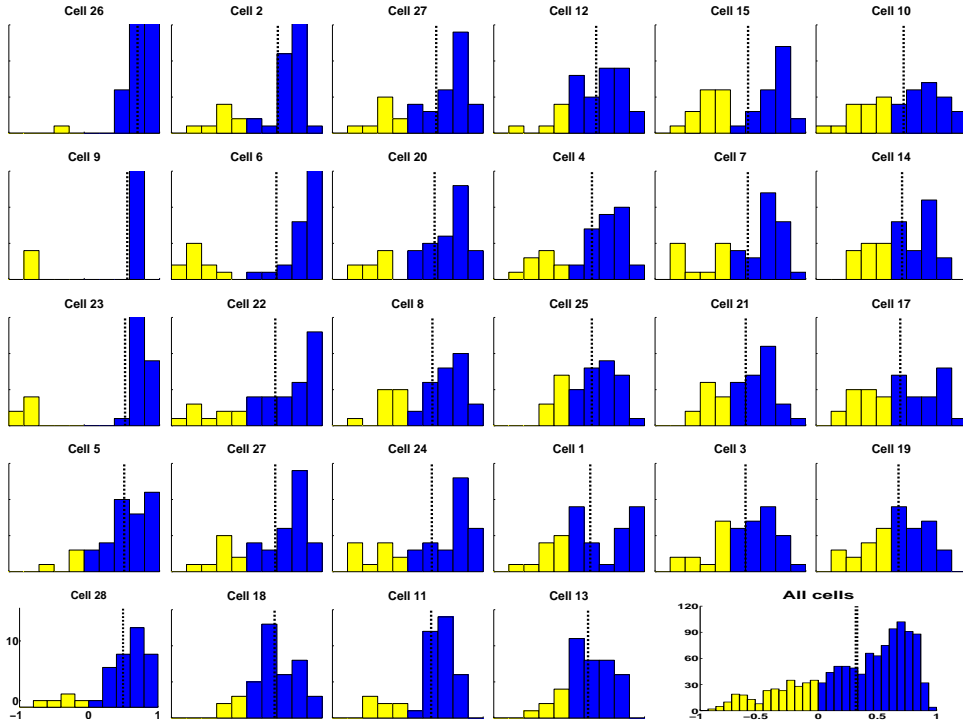 Cell 26 Cell 2 Cell 27 Cell 12 Cell 15 Cell 10
Cell 9 Cell 6 Cell 20 Cell 4 Cell 7 Cell 14
Cell 23 Cell 22 Cell 8 Cell 25 Cell 21 Cell 17
Cell 5 Cell 27 Cell 24 Cell 1 Cell 3 Cell 19
Cell 28 Cell 18 Cell 11 Cell 13 All cells
120
90
10
60
30
0
0
−1 0 1
−1 −0.5 0 0.5 1